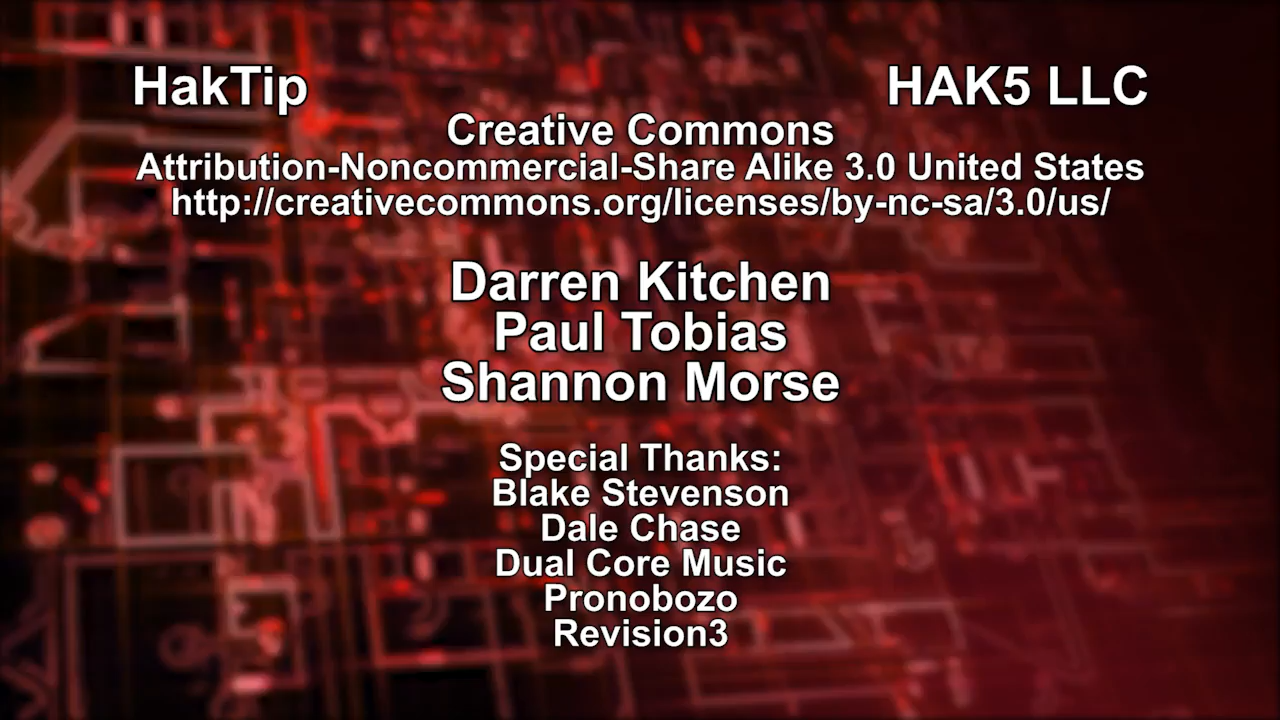 HakTip HAK5 LLC
Creative Commons
Attribution-Noncommercial-Share Alike 3.0 United States
http://creativecommons.org/licenses/by-nc-sa/3.0/us/
Darren Kitchen
Paul Tobias
Shannon Morse
Special Thanks:
Blake Stevenson
Dale Chase
Dual Core Music
Pronobozo
Revision3